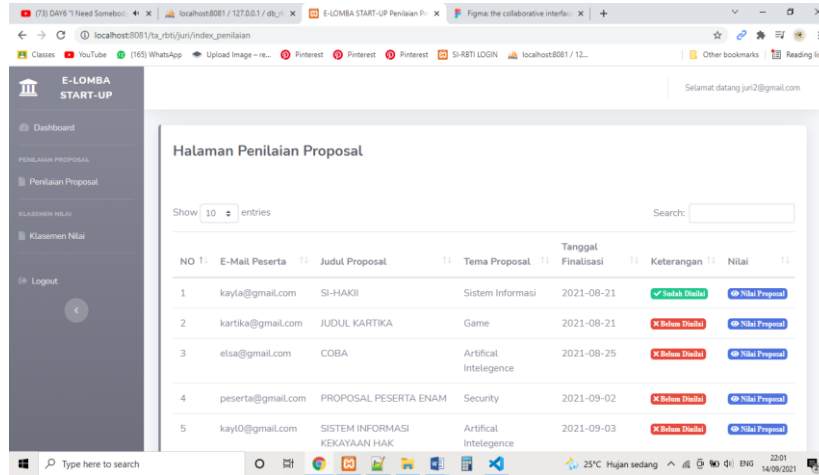 (73) DAY6 "I Need Somebod
localhost:8081 / 127.0.0.1 / db_r
E-LOMBA START-UP Penilaian Pr
Figma: the collaborative interfac
localhost:8081/ta_rbti/juri/index_penilaian
Classes YouTube (165) WhatsApp Upload Image – re... Pinterest Pinterest Pinterest SI-RBTI LOGIN localhost:8081 / 12... Other bookmarks Reading li
E-LOMBA
START-UP
Selamat datang juri2@gmail.com
Dashboard
PENILAIAN PROPOSAL
Penilaian Proposal
KLASEMEN NILAI
Klasemen Nilai
Logout
Halaman Penilaian Proposal
Show 10 entries
Search:
NO E-Mail Peserta Judul Proposal Tema Proposal Tanggal Finalisasi Keterangan Nilai
1 kayla@gmail.com SI-HAKII Sistem Informasi 2021-08-21 Sudah Dinilai Nilai Proposal
2 kartika@gmail.com JUDUL KARTIKA Game 2021-08-21 Belum Dinilai Nilai Proposal
3 elsa@gmail.com COBA Artifical Intelegence 2021-08-25 Belum Dinilai Nilai Proposal
4 peserta@gmail.com PROPOSAL PESERTA ENAM Security 2021-09-02 Belum Dinilai Nilai Proposal
5 kayl0@gmail.com SISTEM INFORMASI KEKAYAAN HAK Artifical Intelegence 2021-09-03 Belum Dinilai Nilai Proposal
Type here to search
25°C Hujan sedang
ENG
22:01
14/09/2021